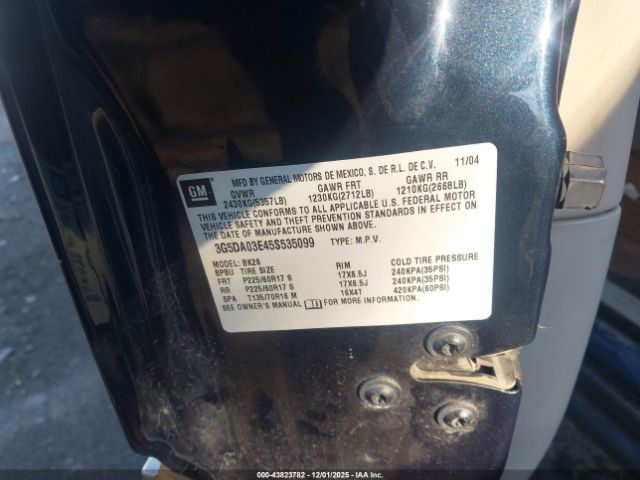 GM
MFD BY GENERAL MOTORS DE MEXICO, S. DE R.L. DE C.V. 11/04
GVWR GAWR FRT GAWR RR
2430KG(5357LB) 1230KG(2712LB) 1210KG(2668LB)
THIS VEHICLE CONFORMS TO ALL APPLICABLE U.S. FEDERAL MOTOR
VEHICLE SAFETY AND THEFT PREVENTION STANDARDS IN EFFECT ON
THE DATE OF MANUFACTURE SHOWN ABOVE.
3G5DA03E45S535099 TYPE: M.P.V.
MODEL: BK26
BPBU TIRE SIZE RIM COLD TIRE PRESSURE
FRT P225/60R17 S 17X6.5J 240KPA(35PSI)
RR P225/60R17 S 17X6.5J 240KPA(35PSI)
SPA T135/70R16 M 16X4T 420KPA(60PSI)
SEE OWNER'S MANUAL FOR MORE INFORMATION.
000-43823782 - 12/01/2025 - IAA Inc.